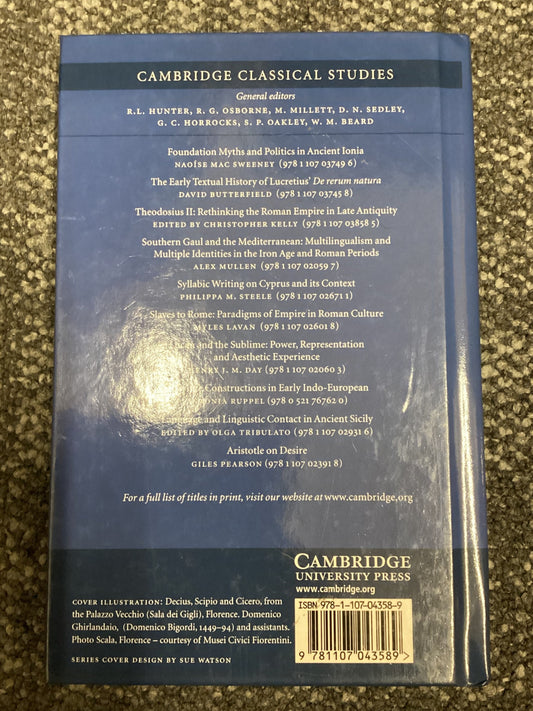 CAMBRIDGE CLASSICAL STUDIES
General editors
R.L. HUNTER, R. G. OSBORNE, M. MILLETT, D. N. SEDLEY,
G. C. HORROCKS, S. P. OAKLEY, W. M. BEARD
Foundation Myths and Politics in Ancient Ionia
NAOÍSE MAC SWEENEY (978 1 107 03749 6)
The Early Textual History of Lucretius' De rerum natura
DAVID BUTTERFIELD (978 1 107 03745 8)
Theodosius II: Rethinking the Roman Empire in Late Antiquity
EDITED BY CHRISTOPHER KELLY (978 1 107 03858 5)
Southern Gaul and the Mediterranean: Multilingualism and
Multiple Identities in the Iron Age and Roman Periods
ALEX MULLEN (978 1 107 02059 7)
Syllabic Writing on Cyprus and its Context
PHILIPPA M. STEELE (978 1 107 02671 1)
Slaves to Rome: Paradigms of Empire in Roman Culture
MYLES LAVAN (978 1 107 02601 8)
and the Sublime: Power, Representation
and Aesthetic Experience
HENRY J. M. DAY (978 1 107 02060 3)
Constructions in Early Indo-European
RUPPEL (978 0 521 76762 0)
Language and Linguistic Contact in Ancient Sicily
EDITED BY OLGA TRIBULATO (978 1 107 02931 6)
Aristotle on Desire
GILES PEARSON (978 1 107 02391 8)
For a full list of titles in print, visit our website at www.cambridge.org
CAMBRIDGE
UNIVERSITY PRESS
www.cambridge.org
COVER ILLUSTRATION: Decius, Scipio and Cicero, from
the Palazzo Vecchio (Sala dei Gigli), Florence. Domenico
Ghirlandaio, (Domenico Bigordi, 1449–94) and assistants.
Photo Scala, Florence – courtesy of Musei Civici Fiorentini.
SERIES COVER DESIGN BY SUE WATSON
ISBN 978-1-107-04358-9
9 781107 043589 >